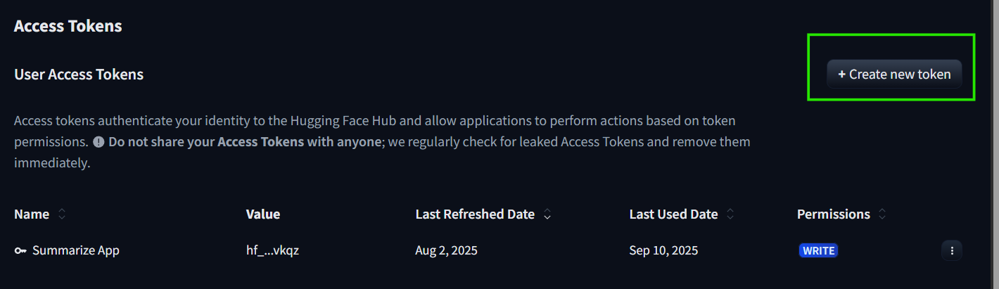 Access Tokens
User Access Tokens
+ Create new token
Access tokens authenticate your identity to the Hugging Face Hub and allow applications to perform actions based on token
permissions. Do not share your Access Tokens with anyone; we regularly check for leaked Access Tokens and remove them
immediately.
Name Value Last Refreshed Date Last Used Date Permissions
Summarize App hf_...vkqz Aug 2, 2025 Sep 10, 2025 WRITE